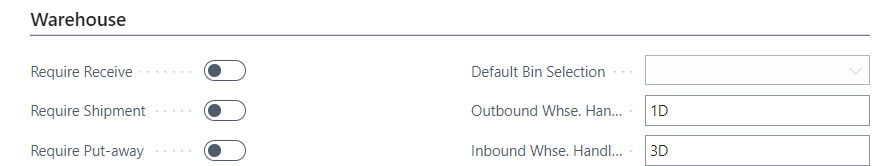 Warehouse
Require Receive
Default Bin Selection
Require Shipment
Outbound Whse. Han...
1D
Require Put-away
Inbound Whse. Handl...
3D